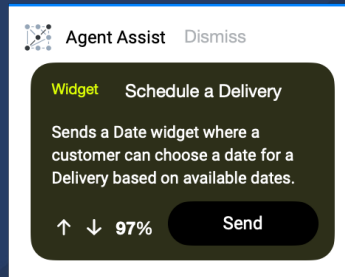 Agent Assist Dismiss
Widget Schedule a Delivery
Sends a Date widget where a
customer can choose a date for a
Delivery based on available dates.
↑ ↓ 97% Send